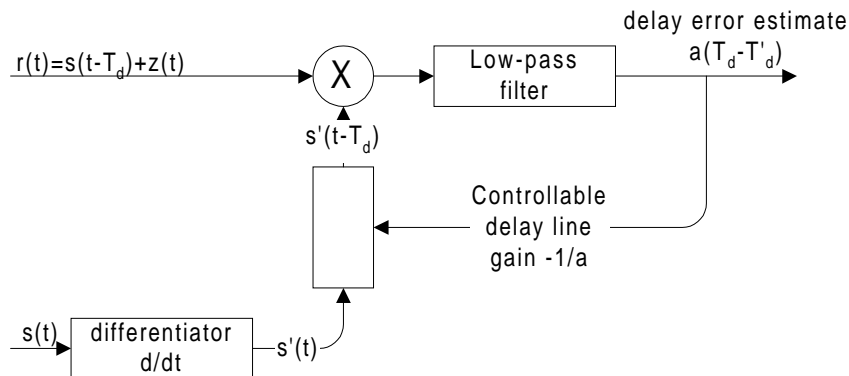 delay error estimate
a(T_d-T'_d)
r(t)=s(t-T_d)+z(t)
X
Low-pass
filter
s'(t-T_d)
Controllable
delay line
gain -1/a
s(t)
differentiator
d/dt
s'(t)